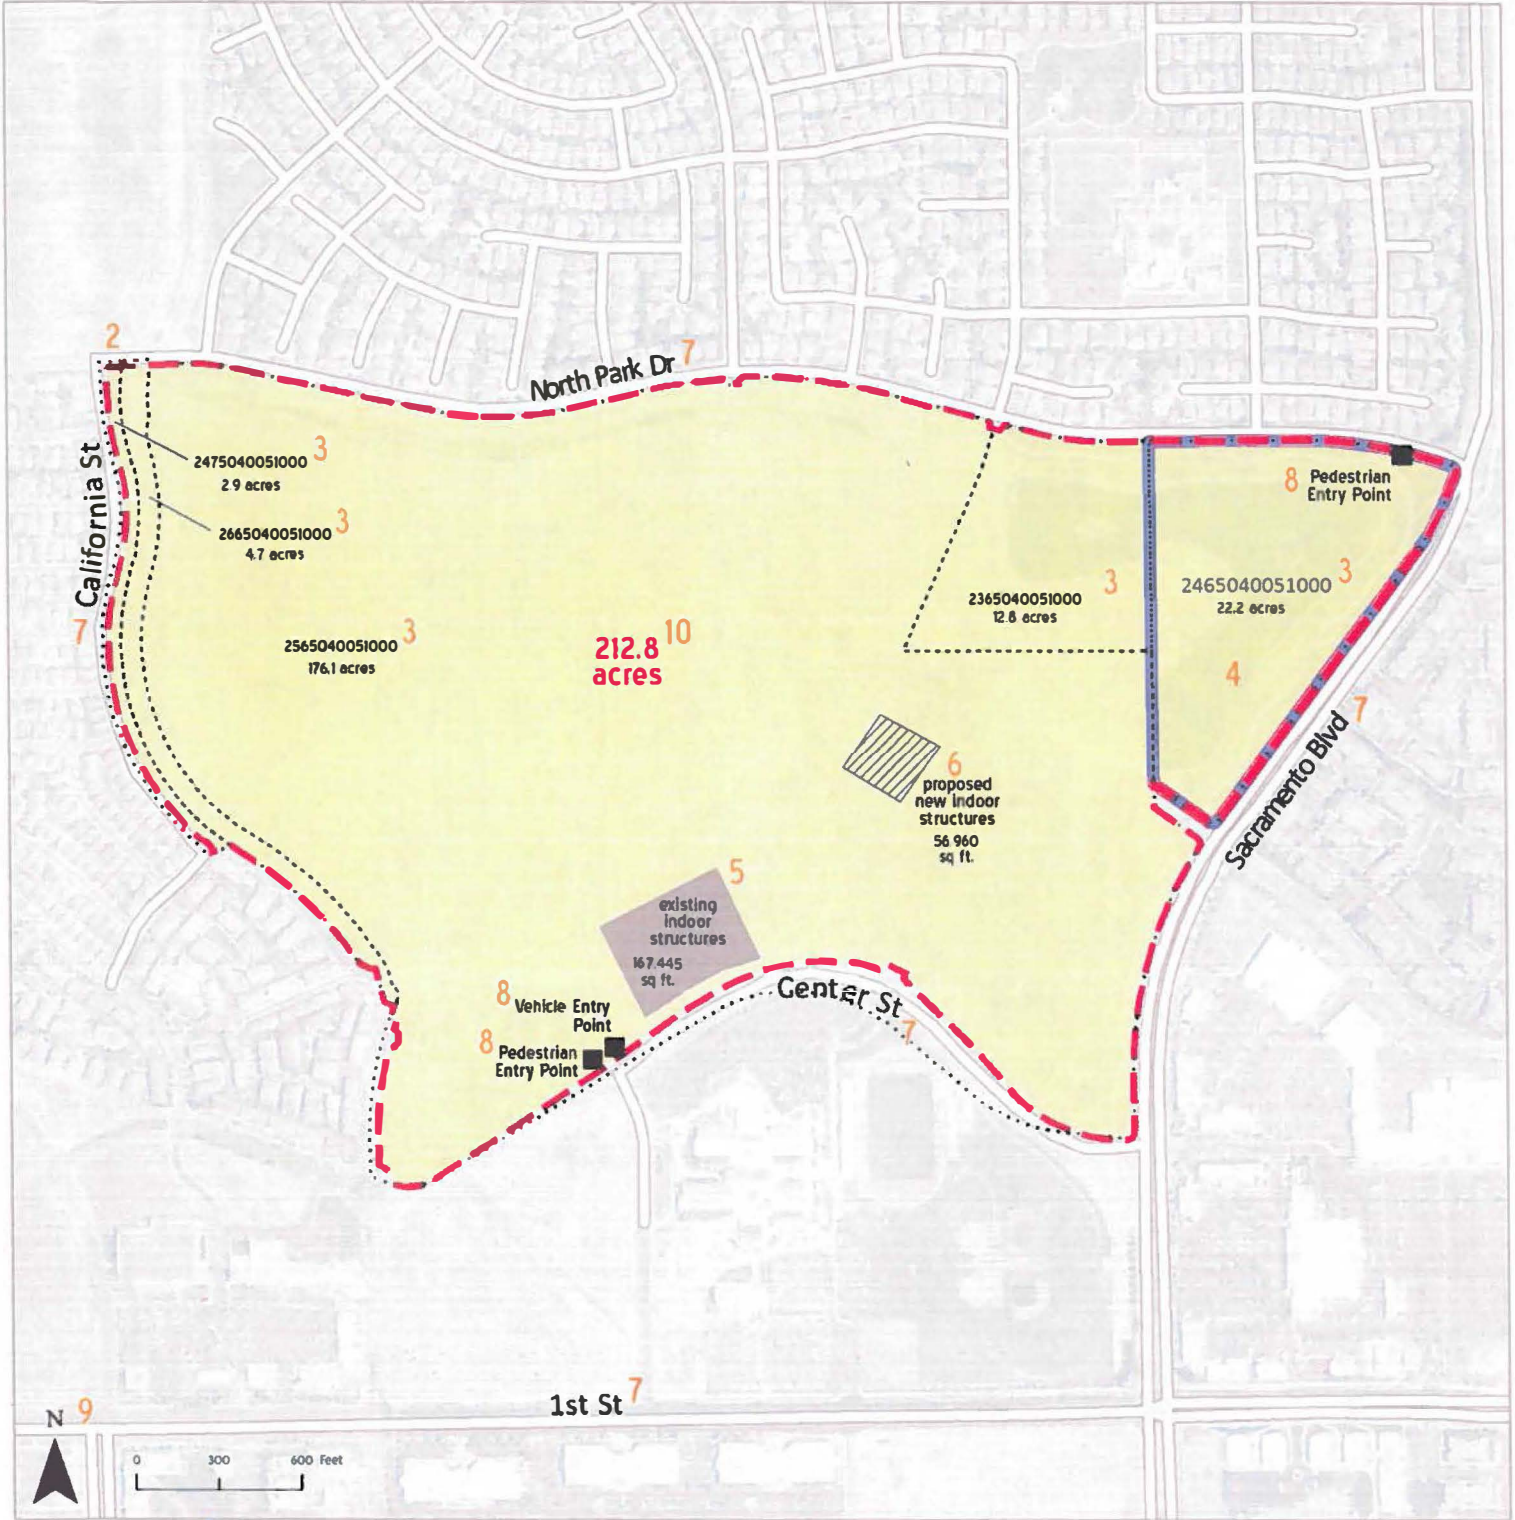 2
North Park Dr
7
2475040051000 3
2.9 acres
2665040051000 3
4.7 acres
California St
7
2565040051000 3
176.1 acres
212.8 10
acres
2365040051000 3
12.8 acres
8 Pedestrian
Entry Point
2465040051000 3
22.2 acres
4
7
Sacramento Blvd
6
proposed
new indoor
structures
56 960
sq ft.
5
existing
indoor
structures
167.445
sq ft.
8 Vehicle Entry
Point
8 Pedestrian
Entry Point
Center St
7
1st St 7
N 9
0 300 600 Feet